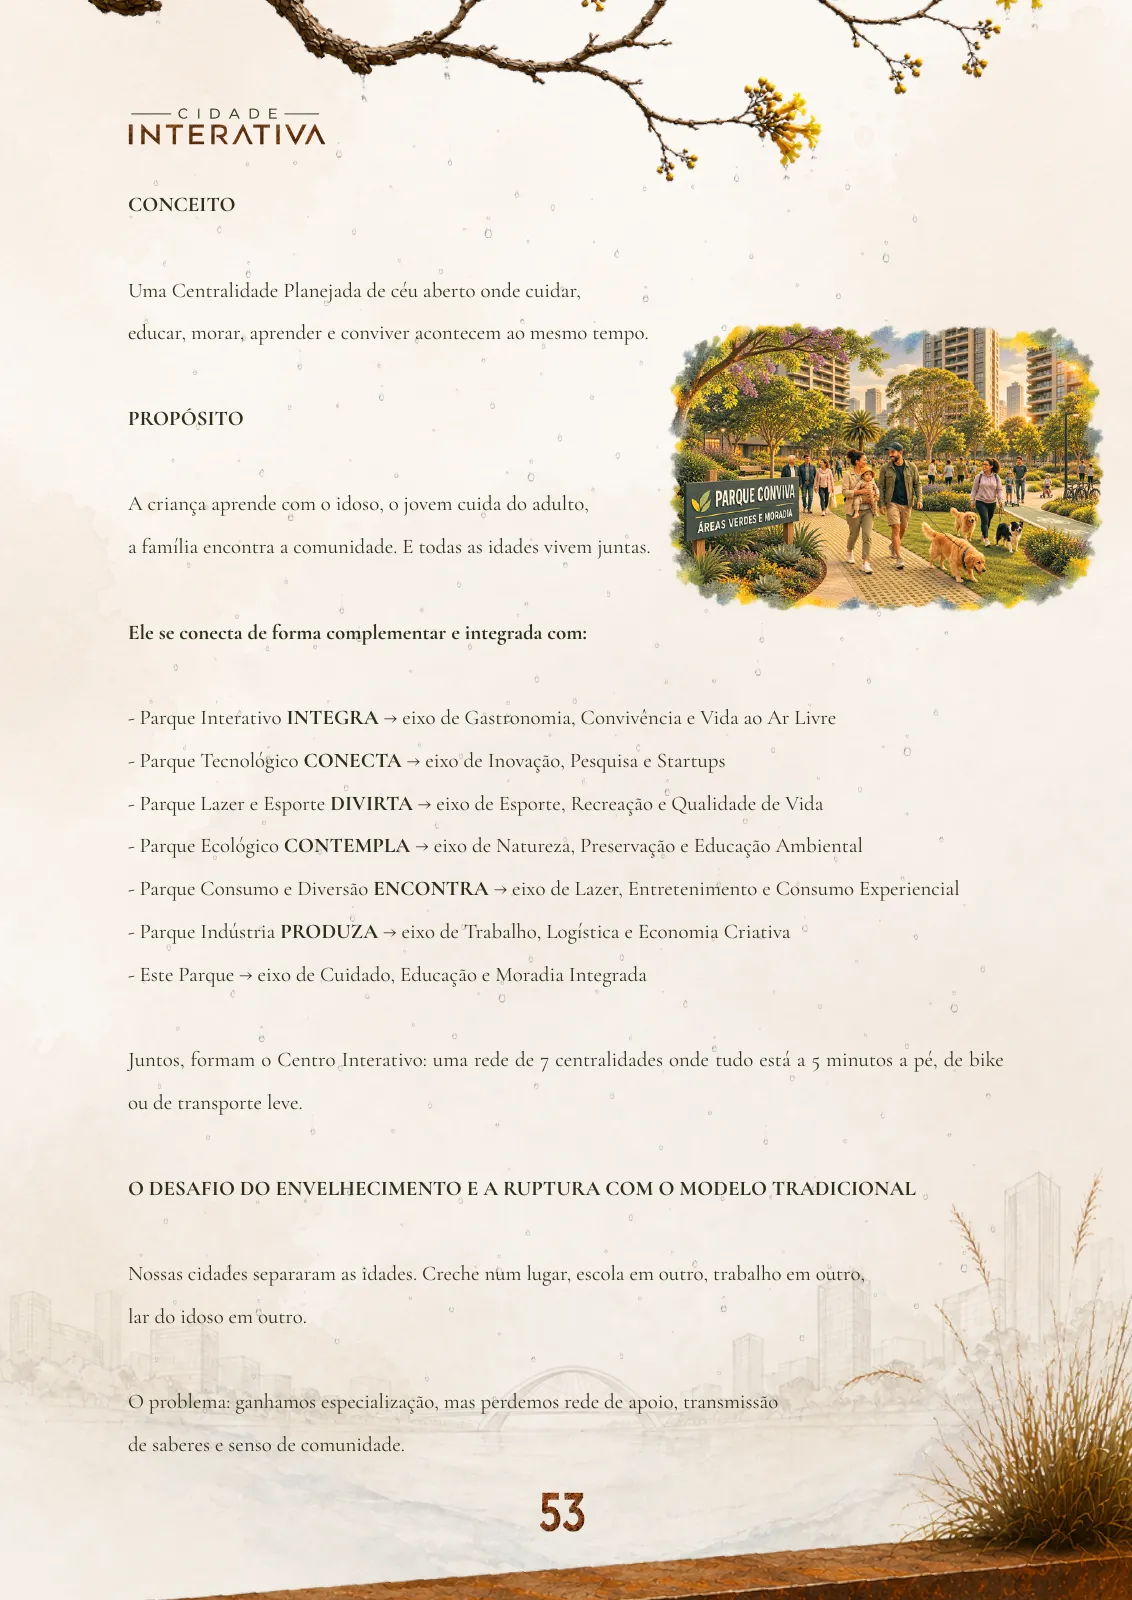 CIDADE
INTERATIVA
CONCEITO
Uma Centralidade Planejada de céu aberto onde cuidar,
educar, morar, aprender e conviver acontecem ao mesmo tempo.
PROPÓSITO
A criança aprende com o idoso, o jovem cuida do adulto,
a família encontra a comunidade. E todas as idades vivem juntas.
PARQUE CONVIVA
ÁREAS VERDES E MORADIA
Ele se conecta de forma complementar e integrada com:
- Parque Interativo INTEGRA → eixo de Gastronomia, Convivência e Vida ao Ar Livre
- Parque Tecnológico CONECTA → eixo de Inovação, Pesquisa e Startups
- Parque Lazer e Esporte DIVIRTA → eixo de Esporte, Recreação e Qualidade de Vida
- Parque Ecológico CONTEMPLA → eixo de Natureza, Preservação e Educação Ambiental
- Parque Consumo e Diversão ENCONTRA → eixo de Lazer, Entretenimento e Consumo Experiencial
- Parque Indústria PRODUZA → eixo de Trabalho, Logística e Economia Criativa
- Este Parque → eixo de Cuidado, Educação e Moradia Integrada
Juntos, formam o Centro Interativo: uma rede de 7 centralidades onde tudo está a 5 minutos a pé, de bike
ou de transporte leve.
O DESAFIO DO ENVELHECIMENTO E A RUPTURA COM O MODELO TRADICIONAL
Nossas cidades separaram as idades. Creche num lugar, escola em outro, trabalho em outro,
lar do idoso em outro.
O problema: ganhamos especialização, mas perdemos rede de apoio, transmissão
de saberes e senso de comunidade.
53